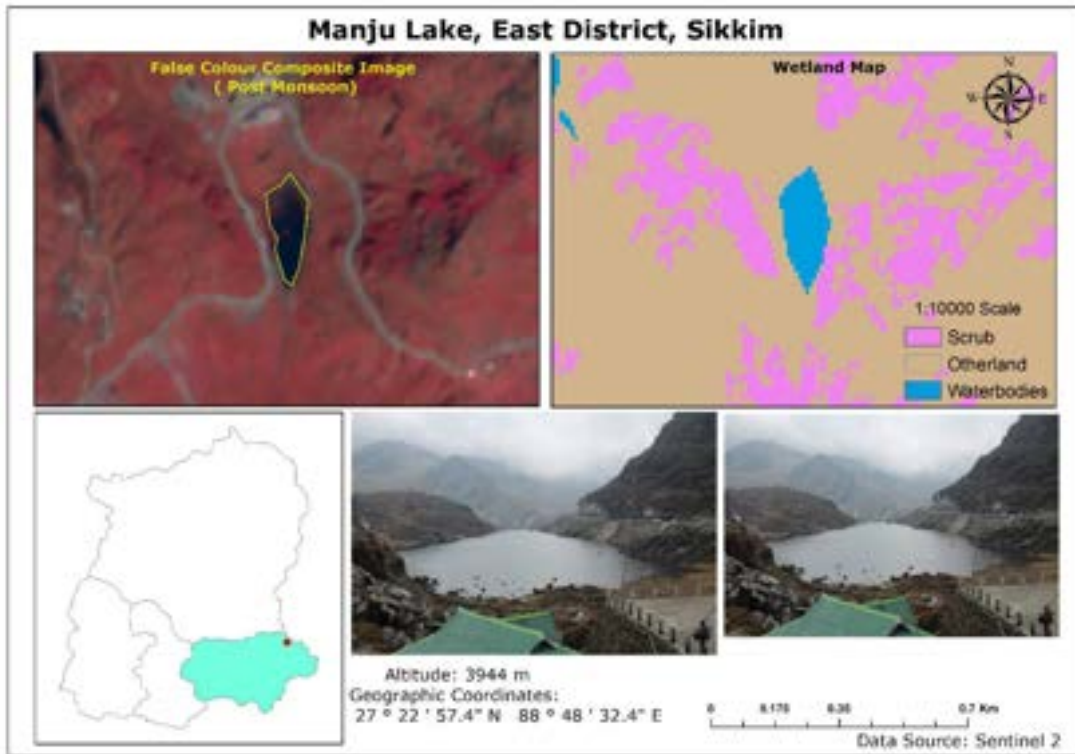 Manju Lake, East District, Sikkim
False Colour Composite Image
( Post Monsoon)
Wetland Map
N
W E
N
1:10000 Scale
Scrub
Otherland
Waterbodies
Altitude: 3944 m
Geographic Coordinates:
27 ° 22 ' 57.4" N 88 ° 48 ' 32.4" E
0 0.175 0.35 0.7 Km
Data Source: Sentinel 2